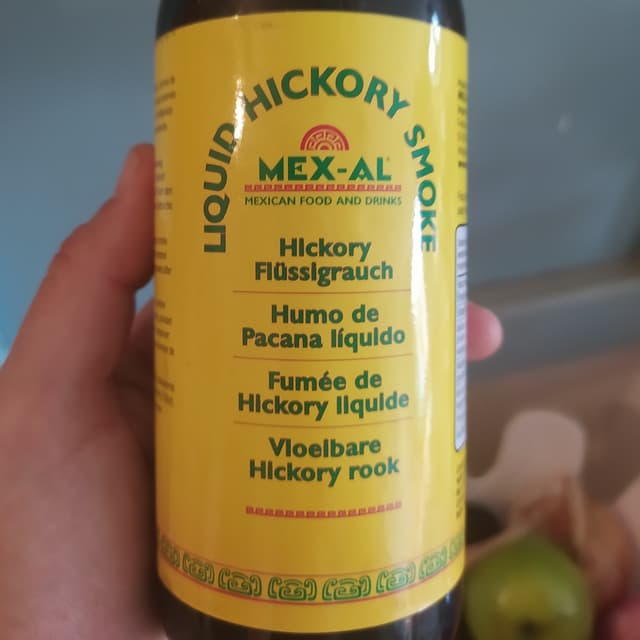 LIQUID HICKORY SMOKE
MEX-AL
MEXICAN FOOD AND DRINKS
Hickory
Flüssigrauch
Humo de
Pacana líquido
Fumée de
Hickory liquide
Vloeibare
Hickory rook